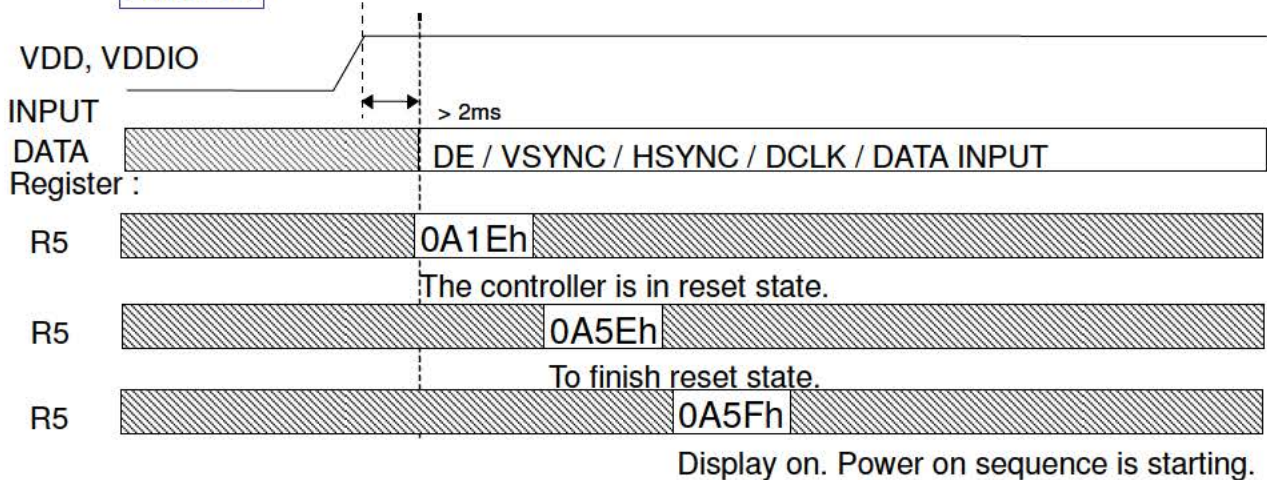 VDD, VDDIO
INPUT
> 2ms
DATA
DE / VSYNC / HSYNC / DCLK / DATA INPUT
Register :
R5
0A1Eh
The controller is in reset state.
R5
0A5Eh
To finish reset state.
R5
0A5Fh
Display on. Power on sequence is starting.